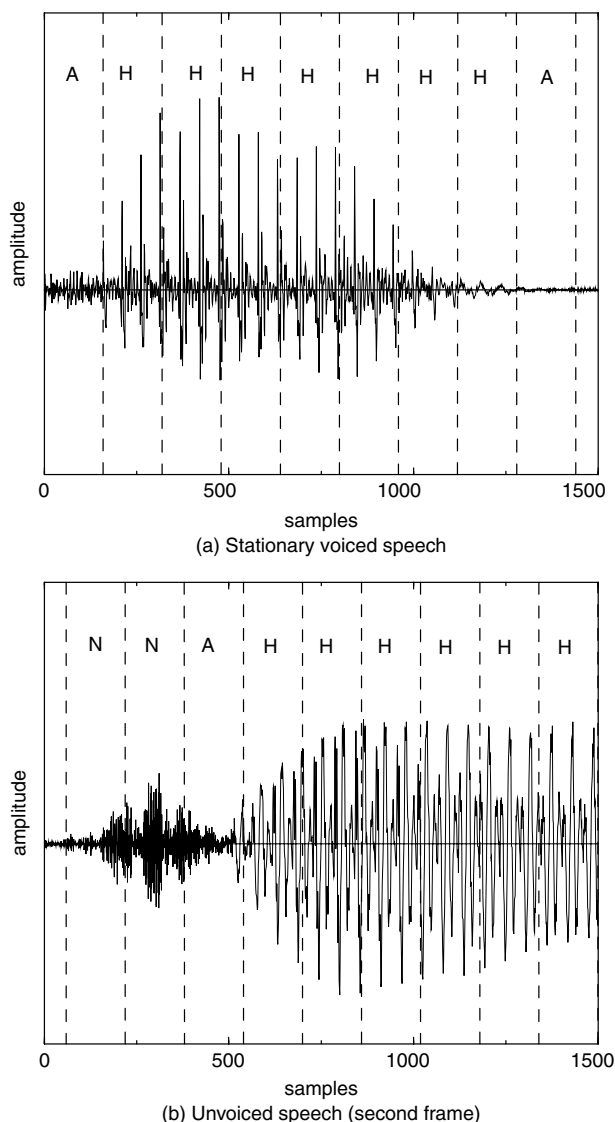 A H H H H H H H A
amplitude
0 500 1000 1500
samples
(a) Stationary voiced speech
N N A H H H H H H
amplitude
0 500 1000 1500
samples
(b) Unvoiced speech (second frame)